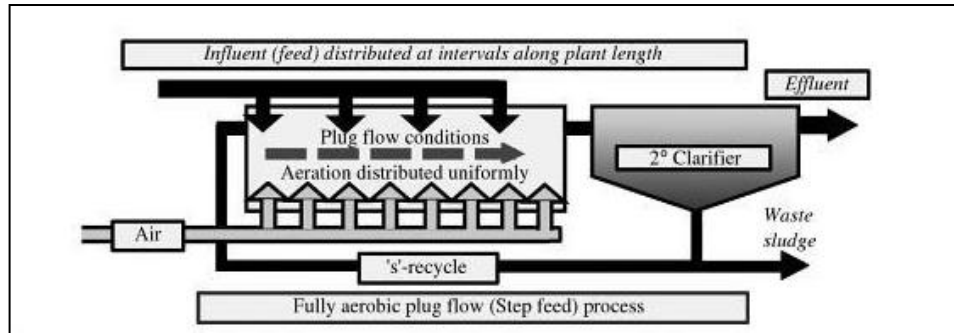 Influent (feed) distributed at intervals along plant length
Effluent
Plug flow conditions
2° Clarifier
Aeration distributed uniformly
Waste
sludge
Air
's'-recycle
Fully aerobic plug flow (Step feed) process